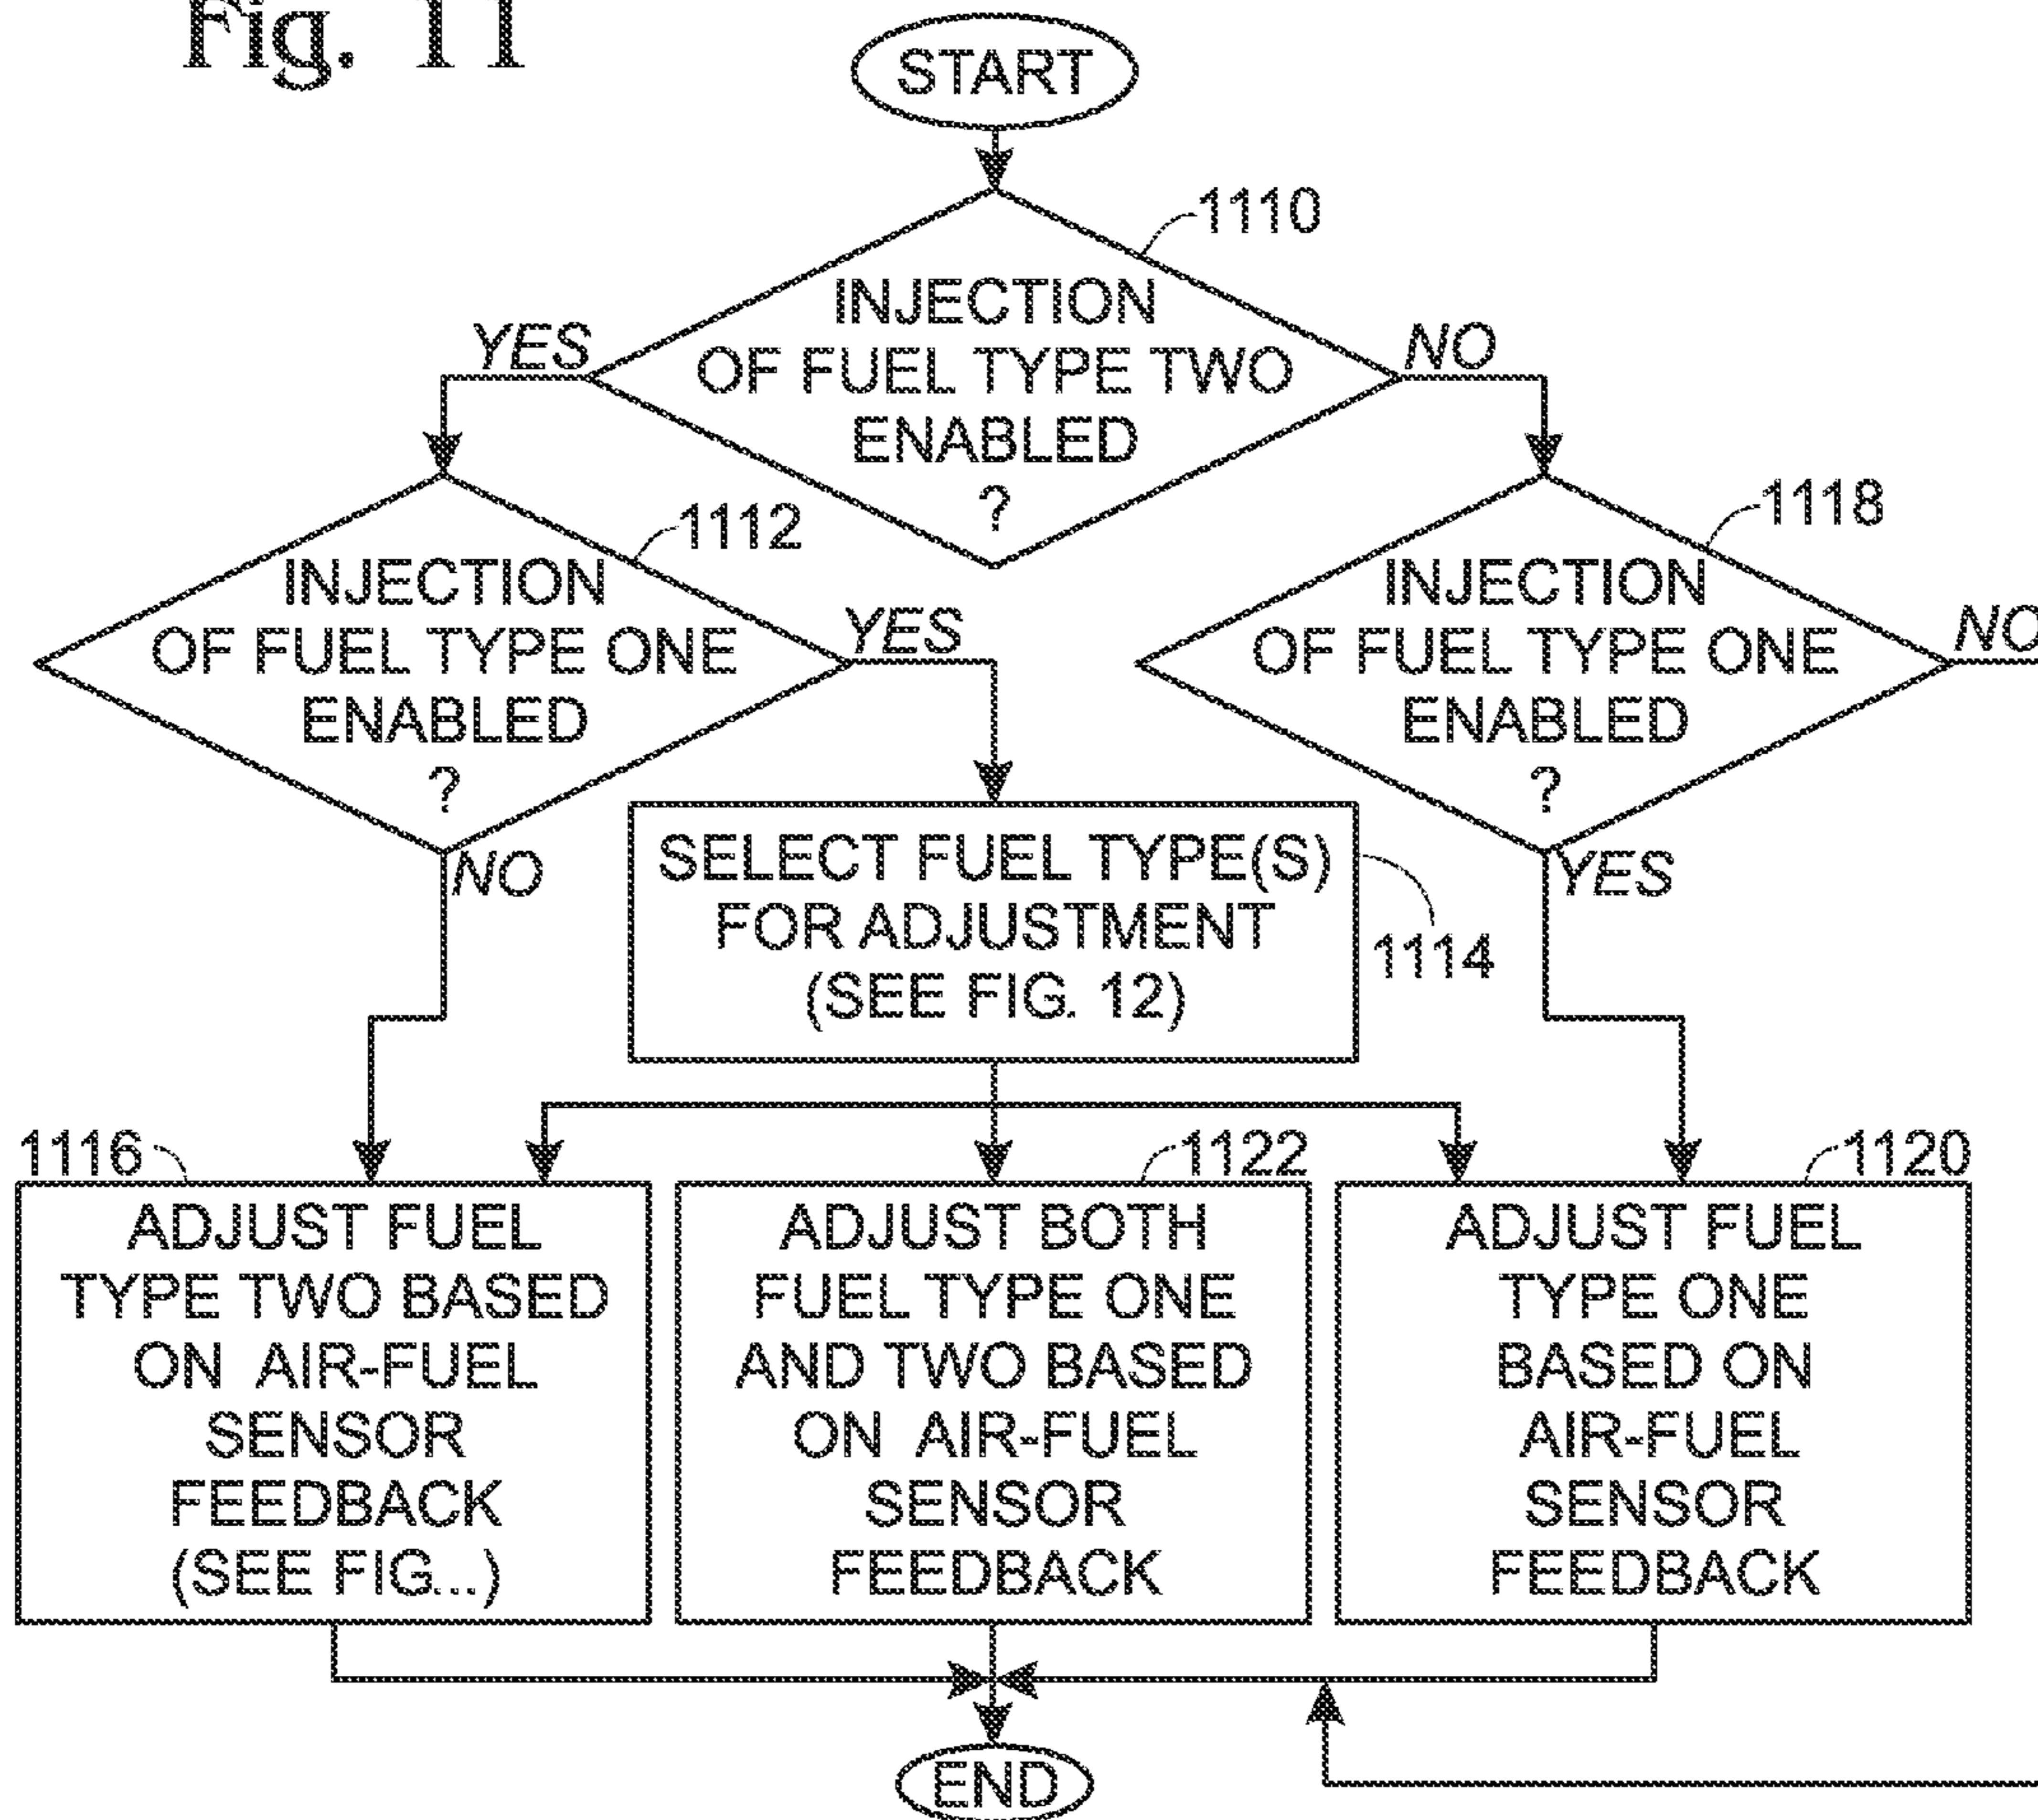 Fig. 11
START
1110
INJECTION
OF FUEL TYPE TWO
ENABLED
?
YES
NO
1112
INJECTION
OF FUEL TYPE ONE
ENABLED
?
YES
NO
1118
INJECTION
OF FUEL TYPE ONE
ENABLED
?
NO
YES
SELECT FUEL TYPE(S)
FOR ADJUSTMENT
(SEE FIG. 12)
1114
1116
ADJUST FUEL
TYPE TWO BASED
ON AIR-FUEL
SENSOR
FEEDBACK
(SEE FIG...)
1122
ADJUST BOTH
FUEL TYPE ONE
AND TWO BASED
ON AIR-FUEL
SENSOR
FEEDBACK
1120
ADJUST FUEL
TYPE ONE
BASED ON
AIR-FUEL
SENSOR
FEEDBACK
END